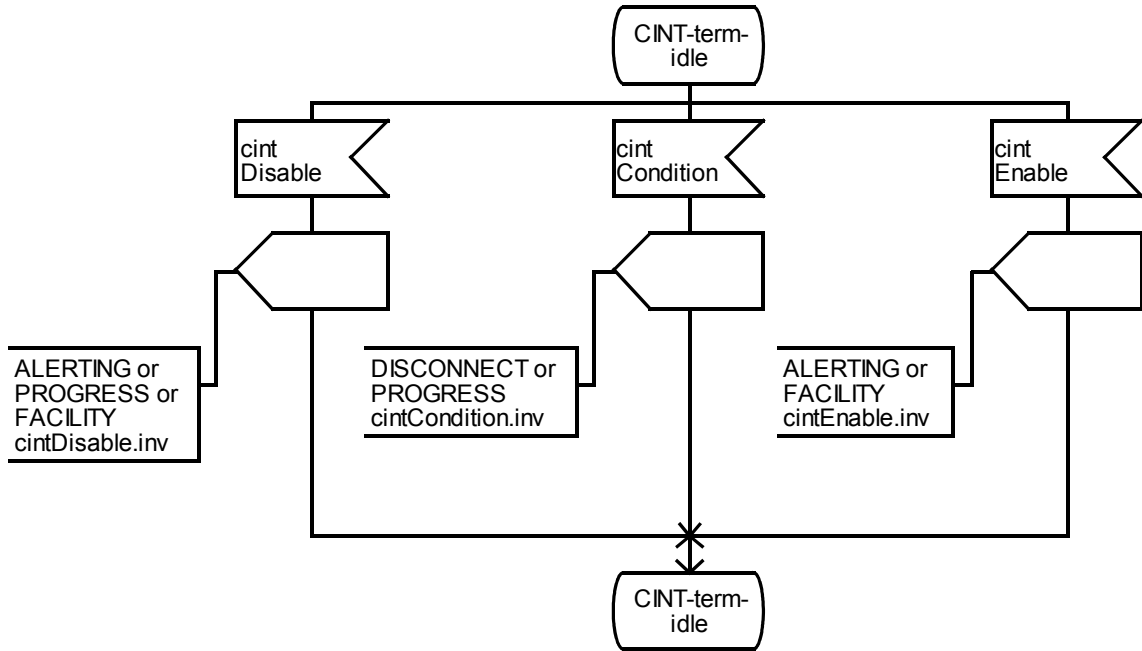 CINT-term-
idle
cint
Disable
cint
Condition
cint
Enable
ALERTING or
PROGRESS or
FACILITY
cintDisable.inv
DISCONNECT or
PROGRESS
cintCondition.inv
ALERTING or
FACILITY
cintEnable.inv
CINT-term-
idle